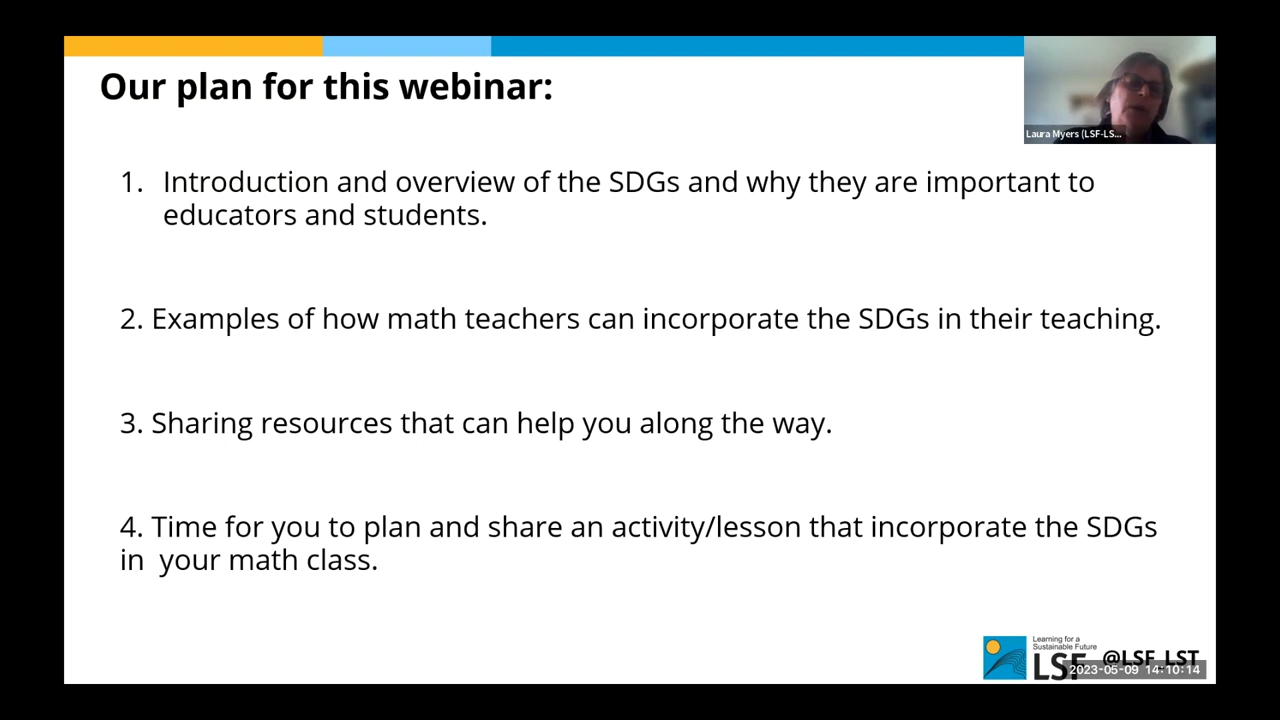 Our plan for this webinar:
Laura Myers (LSF-LS...
1. Introduction and overview of the SDGs and why they are important to
educators and students.
2. Examples of how math teachers can incorporate the SDGs in their teaching.
3. Sharing resources that can help you along the way.
4. Time for you to plan and share an activity/lesson that incorporate the SDGs
in  your math class.
Learning for a
Sustainable Future
LSF
@LSF_LST
2023-05-09 14:10:14